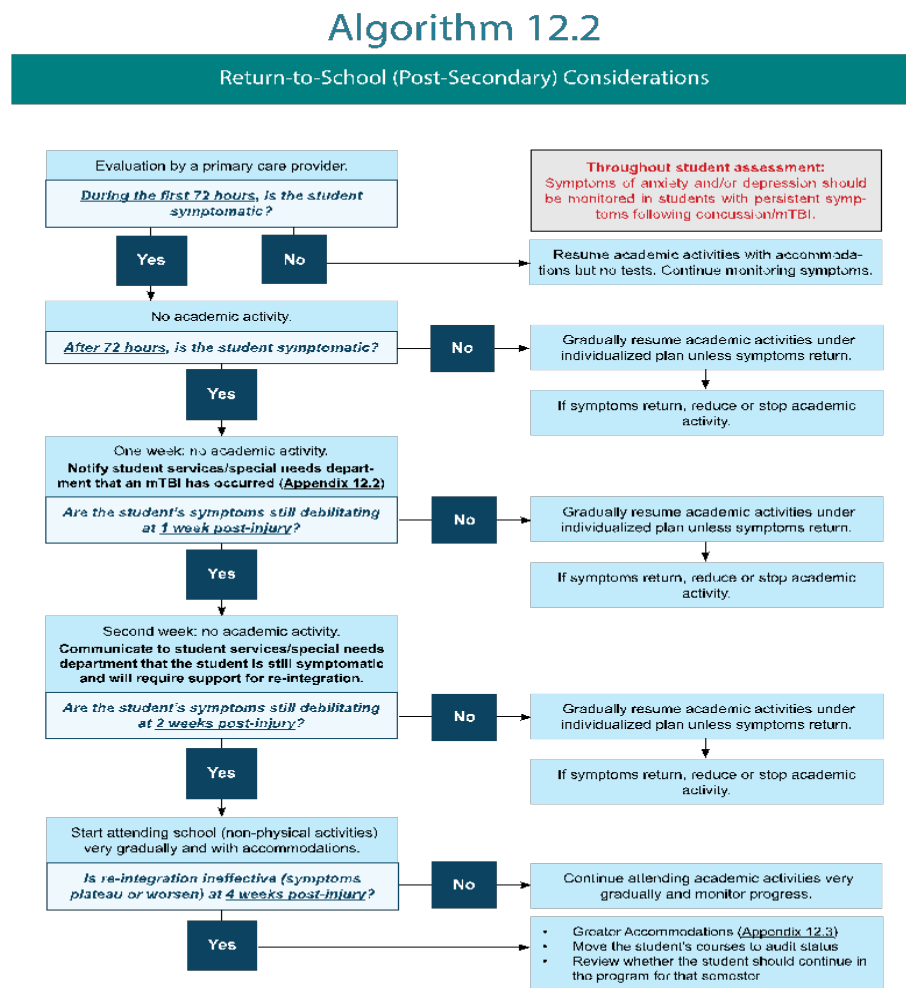 Algorithm 12.2
Return-to-School (Post-Secondary) Considerations
Evaluation by a primary care provider.
During the first 72 hours, is the student
symptomatic?
Throughout student assessment:
Symptoms of anxiety and/or depression should
be monitored in students with persistent symp-
toms following concussion/mTBI.
Yes
No
Resume academic activities with accommoda-
tions but no tests. Continue monitoring symptoms.
No academic activity.
After 72 hours, is the student symptomatic?
No
Gradually resume academic activities under
individualized plan unless symptoms return.
Yes
If symptoms return, reduce or stop academic
activity.
One week: no academic activity.
Notify student services/special needs depart-
ment that an mTBI has occurred (Appendix 12.2)
Are the student's symptoms still debilitating
at 1 week post-injury?
No
Gradually resume academic activities under
individualized plan unless symptoms return.
Yes
If symptoms return, reduce or stop academic
activity.
Second week: no academic activity.
Communicate to student services/special needs
department that the student is still symptomatic
and will require support for re-integration.
Are the student's symptoms still debilitating
at 2 weeks post-injury?
No
Gradually resume academic activities under
individualized plan unless symptoms return.
Yes
If symptoms return, reduce or stop academic
activity.
Start attending school (non-physical activities)
very gradually and with accommodations.
Is re-integration ineffective (symptoms
plateau or worsen) at 4 weeks post-injury?
No
Continue attending academic activities very
gradually and monitor progress.
Yes
• Greater Accommodations (Appendix 12.3)
• Move the student's courses to audit status
• Review whether the student should continue in
the program for that semester